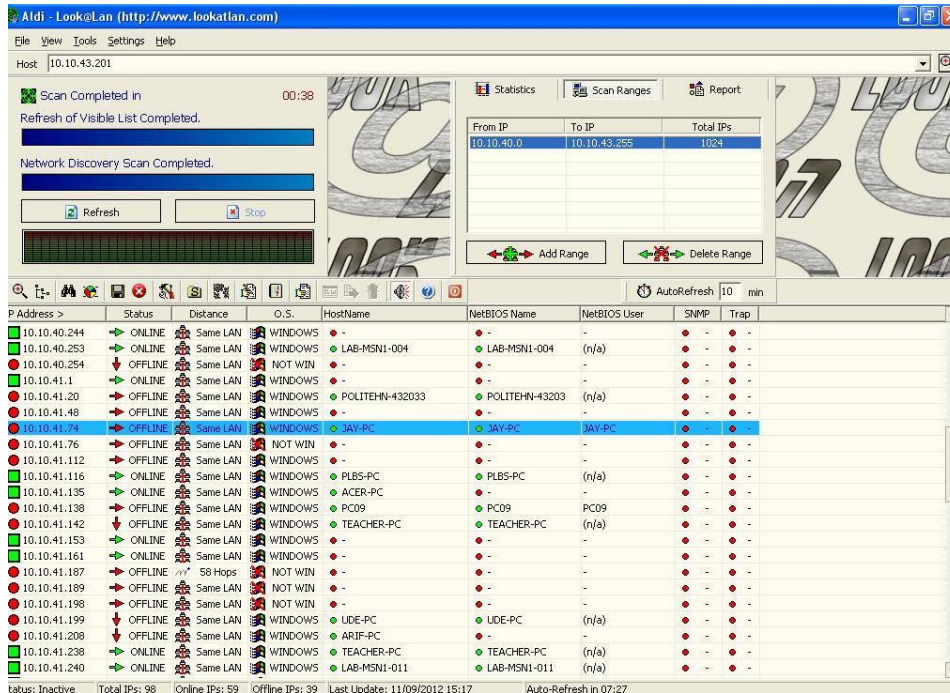 Aldi - Look@Lan (http://www.lookatlan.com)
File View Tools Settings Help
Host 10.10.43.201
Scan Completed in 00:38
Refresh of Visible List Completed.
Network Discovery Scan Completed.
Refresh Stop
Statistics Scan Ranges Report
From IP To IP Total IPs
10.10.40.0 10.10.43.255 1024
Add Range Delete Range
AutoRefresh 10 min
P Address > Status Distance O.S. HostName NetBIOS Name NetBIOS User SNMP Trap
10.10.40.244 ONLINE Same LAN WINDOWS - - - - -
10.10.40.253 ONLINE Same LAN WINDOWS LAB-MSN1-004 LAB-MSN1-004 (n/a) - -
10.10.40.254 OFFLINE Same LAN NOT WIN - - - - -
10.10.41.1 ONLINE Same LAN WINDOWS - - - - -
10.10.41.20 OFFLINE Same LAN WINDOWS POLITEHN-432033 POLITEHN-43203 (n/a) - -
10.10.41.48 OFFLINE Same LAN WINDOWS - - - - -
10.10.41.74 OFFLINE Same LAN WINDOWS JAY-PC JAY-PC JAY-PC - -
10.10.41.76 OFFLINE Same LAN NOT WIN - - - - -
10.10.41.112 OFFLINE Same LAN WINDOWS - - - - -
10.10.41.116 ONLINE Same LAN WINDOWS PLBS-PC PLBS-PC (n/a) - -
10.10.41.135 ONLINE Same LAN WINDOWS ACER-PC - - - -
10.10.41.138 OFFLINE Same LAN WINDOWS PC09 PC09 PC09 - -
10.10.41.142 OFFLINE Same LAN WINDOWS TEACHER-PC TEACHER-PC (n/a) - -
10.10.41.153 ONLINE Same LAN WINDOWS - - - - -
10.10.41.161 ONLINE Same LAN WINDOWS - - - - -
10.10.41.187 OFFLINE 58 Hops NOT WIN - - - - -
10.10.41.189 OFFLINE Same LAN NOT WIN - - - - -
10.10.41.198 OFFLINE Same LAN NOT WIN - - - - -
10.10.41.199 OFFLINE Same LAN WINDOWS UDE-PC UDE-PC (n/a) - -
10.10.41.208 OFFLINE Same LAN WINDOWS ARIF-PC - - - -
10.10.41.238 ONLINE Same LAN WINDOWS TEACHER-PC TEACHER-PC (n/a) - -
10.10.41.240 ONLINE Same LAN WINDOWS LAB-MSN1-011 LAB-MSN1-011 (n/a) - -
tatus: Inactive Total IPs: 98 Online IPs: 59 Offline IPs: 39 Last Update: 11/09/2012 15:17 Auto-Refresh in 07:27